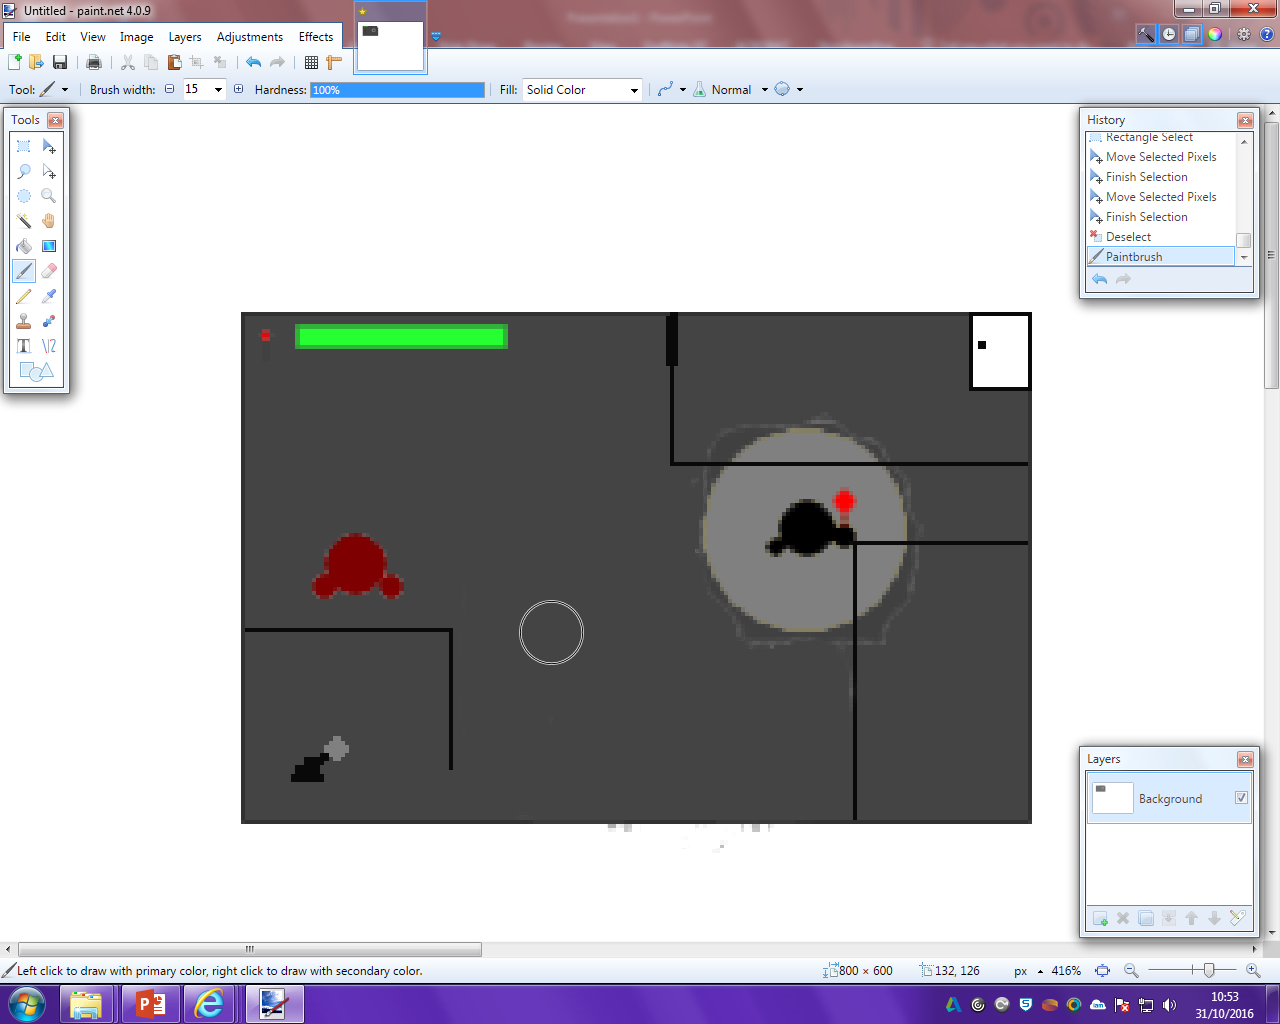 Untitled - paint.net 4.0.9
File Edit View Image Layers Adjustments Effects
Tool: Brush width: 15 Hardness: 100% Fill: Solid Color Normal
Tools
History
Rectangle Select
Move Selected Pixels
Finish Selection
Move Selected Pixels
Finish Selection
Deselect
Paintbrush
Layers
Background
Left click to draw with primary color, right click to draw with secondary color. 800 × 600 132, 126 px 416%
10:53
31/10/2016